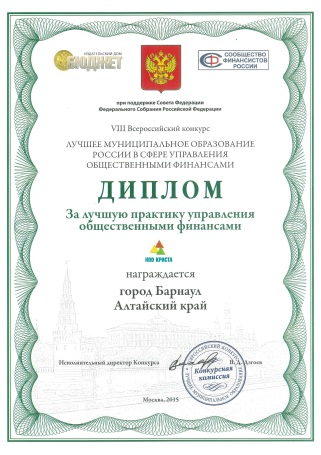 ИЗДАТЕЛЬСКИЙ ДОМ
БЮДЖЕТ
СООБЩЕСТВО
ФИНАНСИСТОВ
РОССИИ
при поддержке Совета Федерации
Федерального Собрания Российской Федерации
VIII Всероссийский конкурс
ЛУЧШЕЕ МУНИЦИПАЛЬНОЕ ОБРАЗОВАНИЕ
РОССИИ В СФЕРЕ УПРАВЛЕНИЯ
ОБЩЕСТВЕННЫМИ ФИНАНСАМИ
ДИПЛОМ
За лучшую практику управления
общественными финансами
НПО КРИСТА
награждается
город Барнаул
Алтайский край
Исполнительный директор Конкурса
Конкурсная
комиссия
Москва, 2015